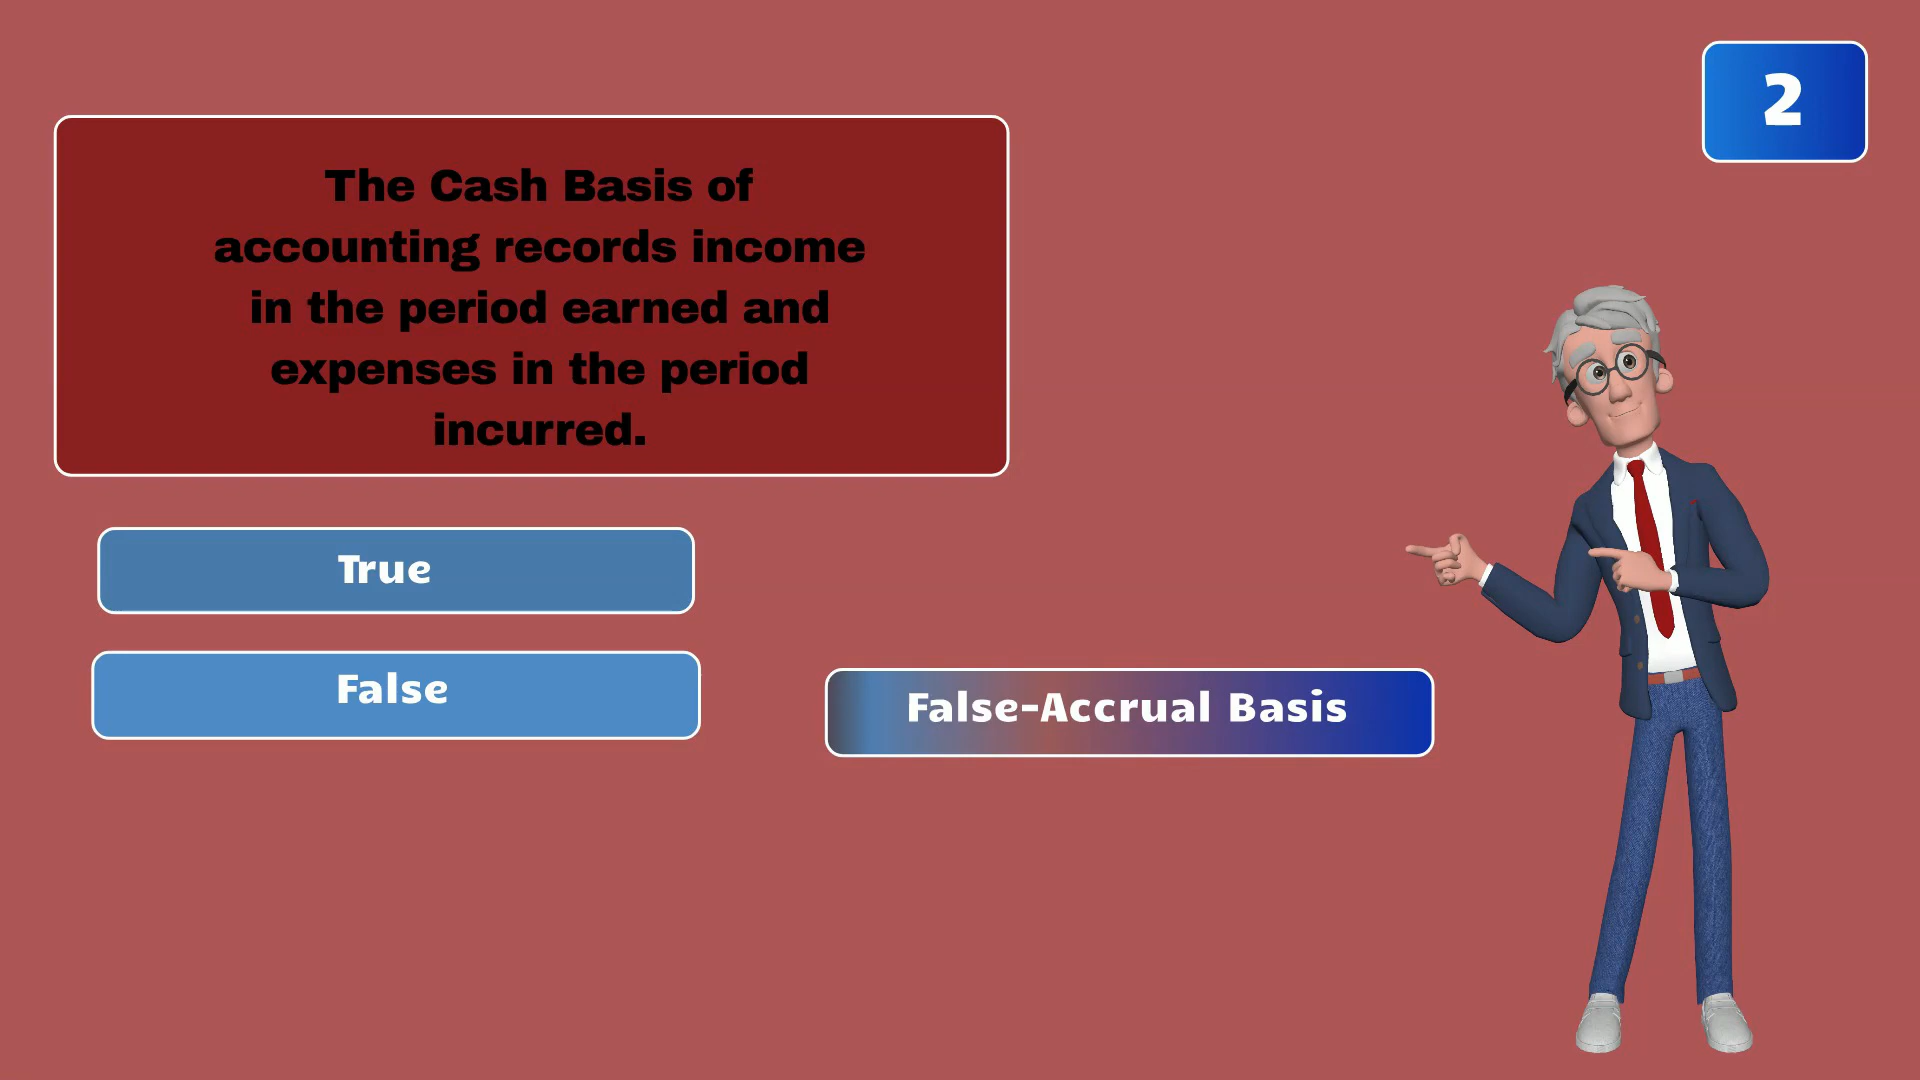 2
The Cash Basis of
accounting records income
in the period earned and
expenses in the period
incurred.
True
False
False-Accrual Basis